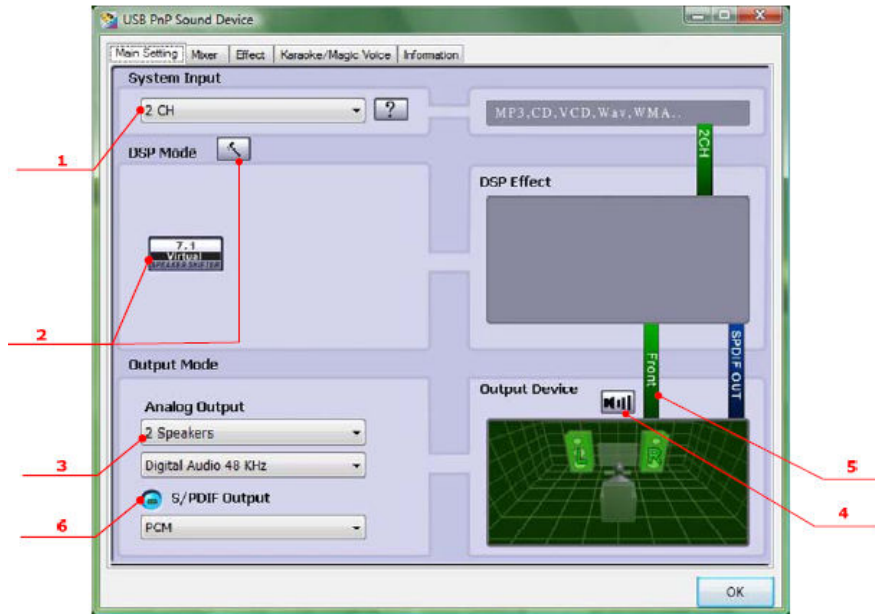 USB PnP Sound Device
Main Setting Mixer Effect Karaoke/Magic Voice Information
System Input
2 CH
?
MP3,CD,VCD,Wav,WMA..
2CH
1
DSP Mode
DSP Effect
7.1
Virtual
SPEAKER SHIFTER
2
Front
SPDIF OUT
Output Mode
Output Device
Analog Output
2 Speakers
L
R
3
Digital Audio 48 KHz
5
S/PDIF Output
4
6
PCM
OK